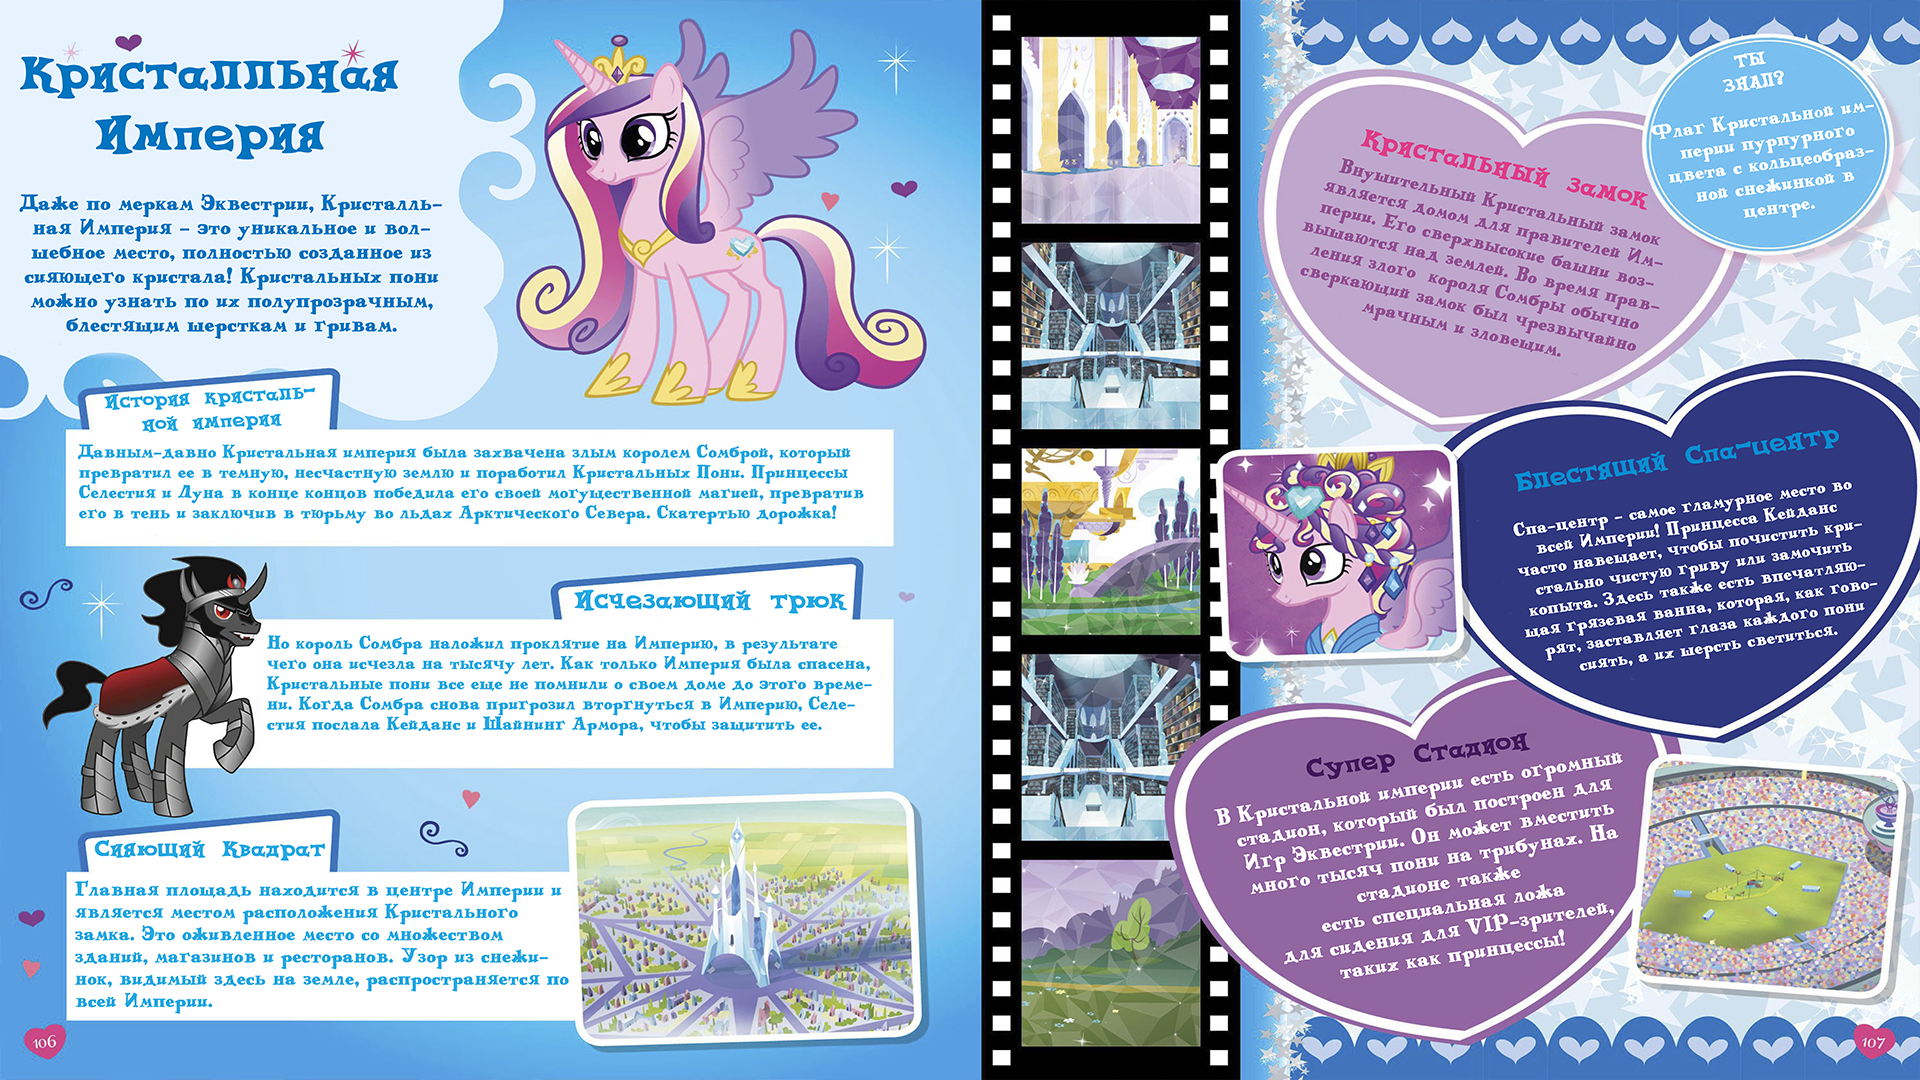 Кристалльная
Империя
Даже по меркам Эквестрии, Кристалль-
ная Империя - это уникальное и вол-
шебное место, полностью созданное из
сияющего кристала! Кристальных пони
можно узнать по их полупрозрачным,
блестящим шерсткам и гривам.
История кристаль-
ной империи
Давным-давно Кристальная империя была захвачена злым королем Сомброй, который
превратил ее в темную, несчастную землю и поработил Кристальных Пони. Принцессы
Селестия и Луна в конце концов победила его своей могущественной магией, превратив
его в тень и заключив в тюрьму во льдах Арктического Севера. Скатертью дорожка!
Исчезающий трюк
Но король Сомбра наложил проклятие на Империю, в результате
чего она исчезла на тысячу лет. Как только Империя была спасена,
Кристальные пони все еще не помнили о своем доме до этого време-
ни. Когда Сомбра снова пригрозил вторгнуться в Империю, Селе-
стия послала Кейданс и Шайнинг Армора, чтобы защитить ее.
Сияющий Квадрат
Главная площадь находится в центре Империи и
является местом расположения Кристального
замка. Это оживленное место со множеством
зданий, магазинов и ресторанов. Узор из снежи-
нок, видимый здесь на земле, распространяется по
всей Империи.
106
Кристальный замок
Внушительный Кристальный замок
является домом для правителей Им-
перии. Его сверхвысокие башни воз-
вышаются над землей. Во время прав-
ления злого короля Сомбры обычно
сверкающий замок был чрезвычайно
мрачным и зловещим.
ТЫ
ЗНАЛ?
Флаг Кристальной им-
перии пурпурного
цвета с кольцеобраз-
ной снежинкой в
центре.
Блестящий Спа-центр
Спа-центр - самое гламурное место во
всей Империи! Принцесса Кейданс
часто навещает, чтобы почистить кри-
стально чистую гриву или замочить
копыта. Здесь также есть впечатляю-
щая грязевая ванна, которая, как гово-
рят, заставляет глаза каждого пони
сиять, а их шерсть светиться.
Супер Стадион
В Кристальной империи есть огромный
стадион, который был построен для
Игр Эквестрии. Он может вместить
много тысяч пони на трибунах. На
стадионе также
есть специальная ложа
для сидения для VIP-зрителей,
таких как принцессы!
107